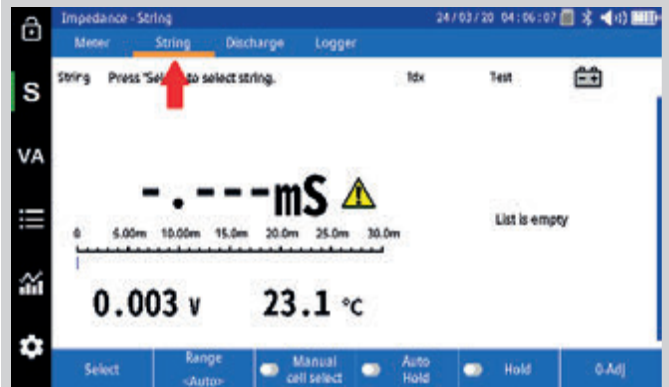 Impedance - String 24/03/20 04:06:07
Meter String Discharge Logger
String Press "Select" to select string. Idx Test
S
VA
-.---mS
List is empty
0 5.00m 10.00m 15.0m 20.0m 25.0m 30.0m
0.003 V 23.1 °C
Select Range <Auto> Manual cell select Auto Hold Hold 0-Adj